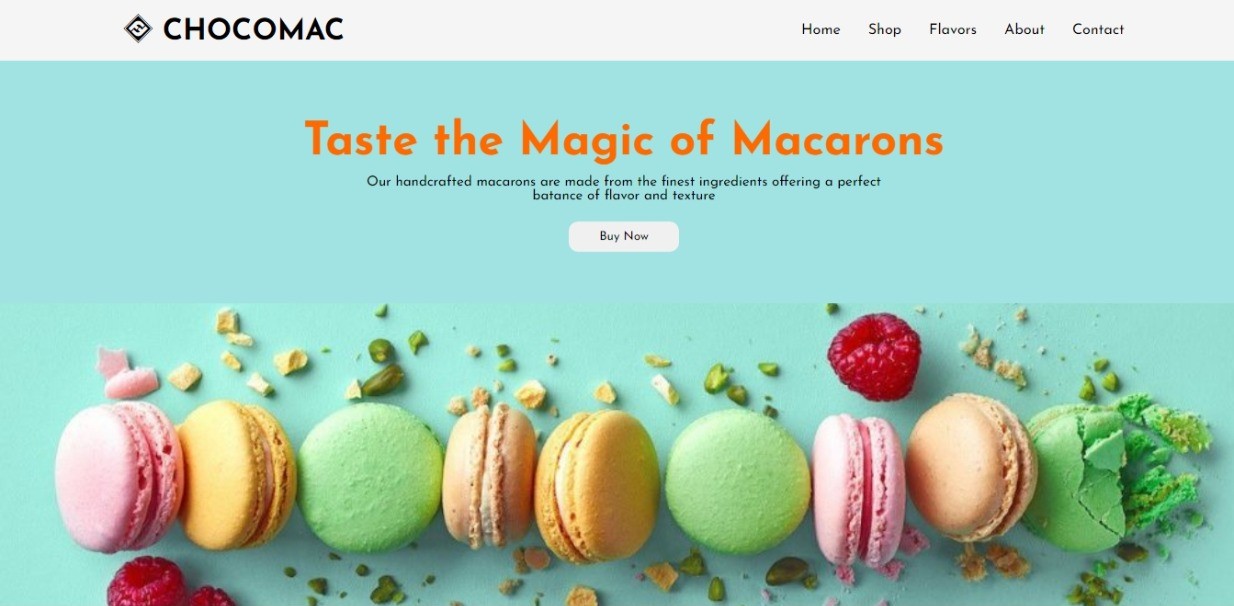 CHOCOMAC
Home Shop Flavors About Contact
Taste the Magic of Macarons
Our handcrafted macarons are made from the finest ingredients offering a perfect
batance of flavor and texture
Buy Now